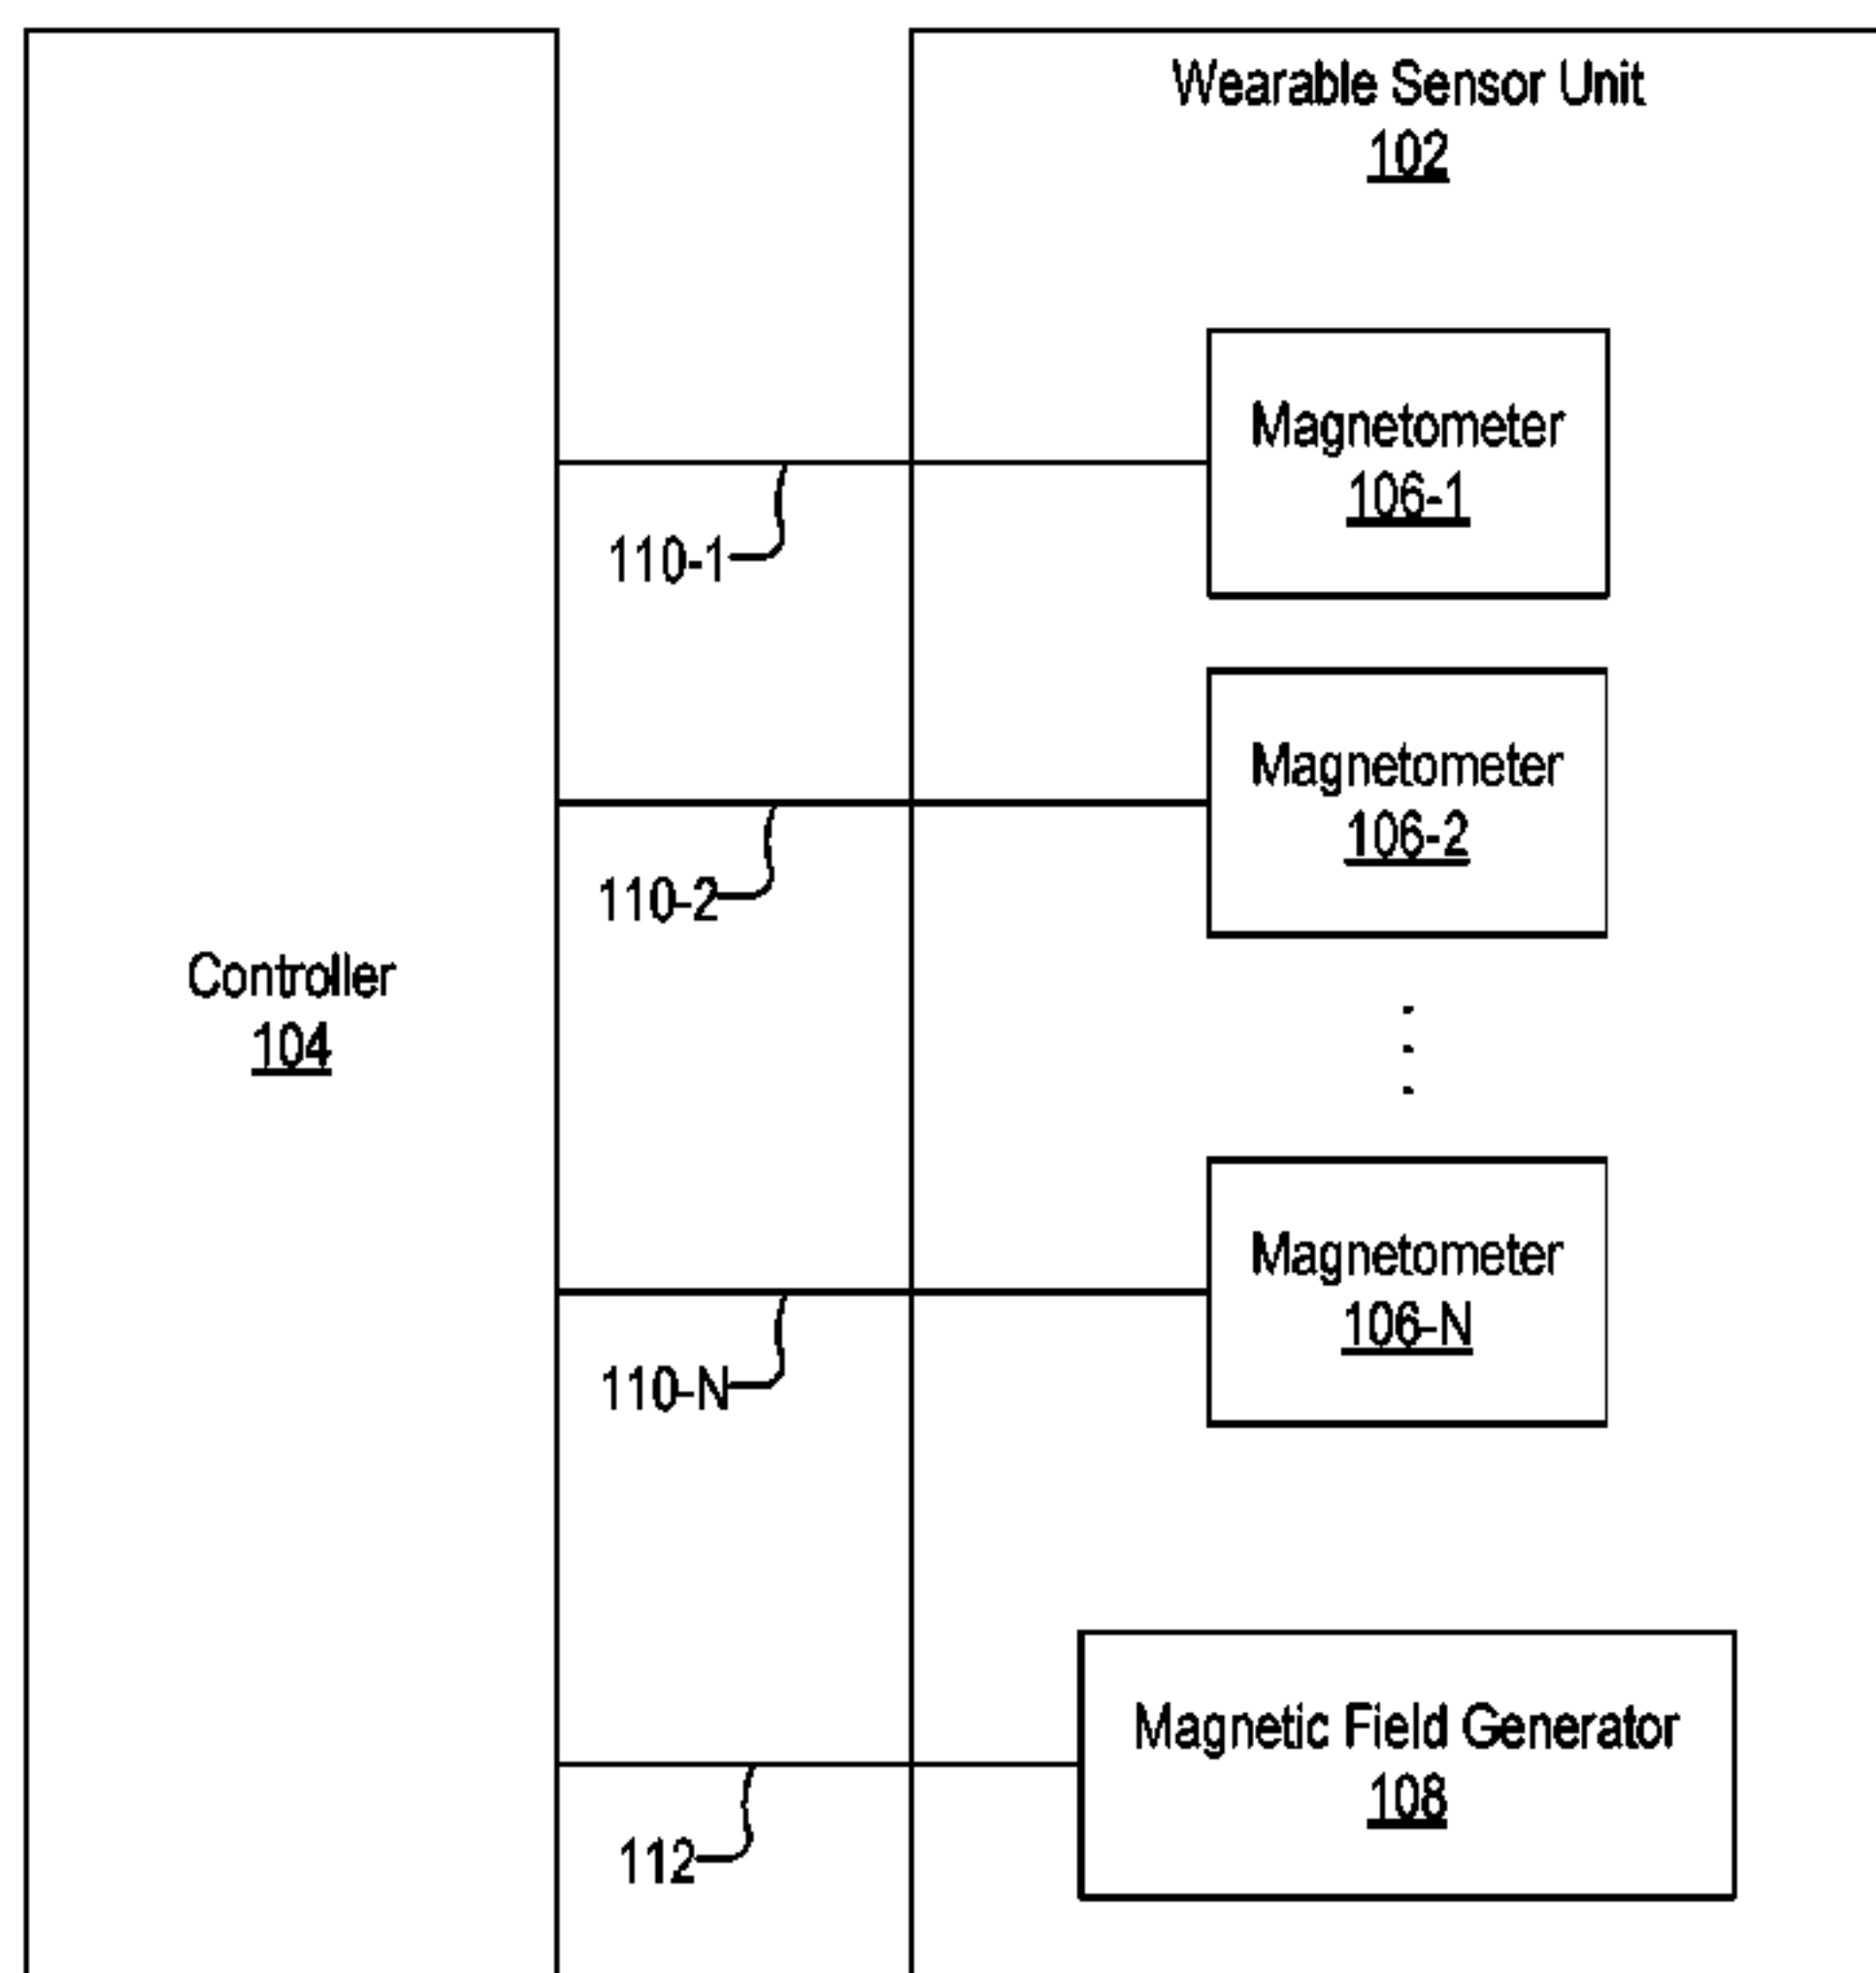 Wearable Sensor Unit
102
Magnetometer
106-1
110-1
Magnetometer
106-2
110-2
Controller
104
Magnetometer
106-N
110-N
Magnetic Field Generator
108
112